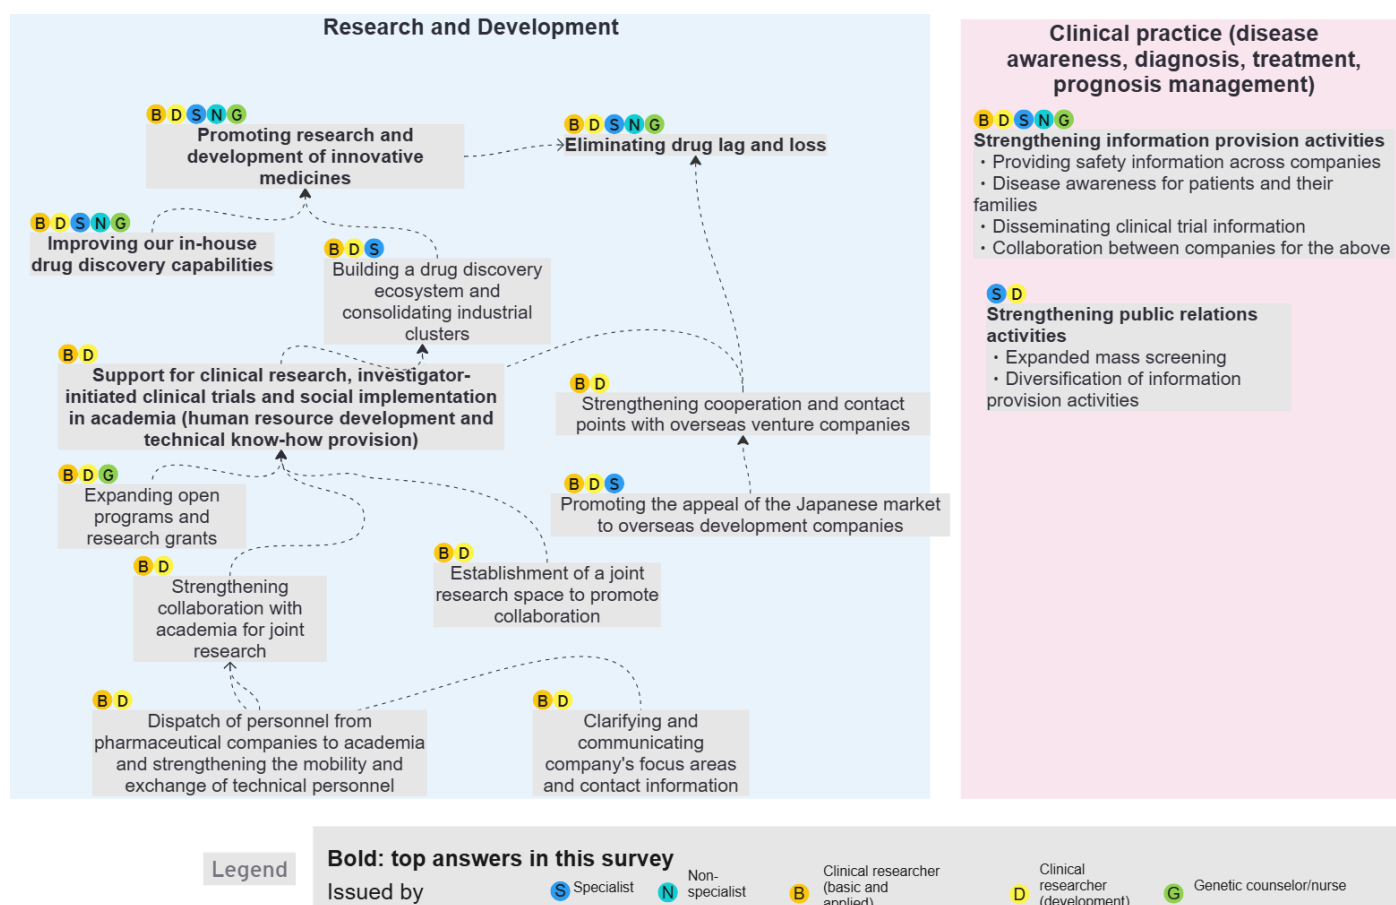 Research and Development
B D S N G
Promoting research and
development of innovative
medicines
B D S N G
Eliminating drug lag and loss
B D S N G
Improving our in-house
drug discovery capabilities
B D S
Building a drug discovery
ecosystem and
consolidating industrial
clusters
B D
Support for clinical research, investigator-
initiated clinical trials and social implementation
in academia (human resource development and
technical know-how provision)
B D
Strengthening cooperation and contact
points with overseas venture companies
B D G
Expanding open
programs and
research grants
B D S
Promoting the appeal of the Japanese market
to overseas development companies
B D
Strengthening
collaboration with
academia for joint
research
B D
Establishment of a joint
research space to promote
collaboration
B D
Dispatch of personnel from
pharmaceutical companies to academia
and strengthening the mobility and
exchange of technical personnel
B D
Clarifying and
communicating
company's focus areas
and contact information
Clinical practice (disease
awareness, diagnosis, treatment,
prognosis management)
B D S N G
Strengthening information provision activities
・Providing safety information across companies
・Disease awareness for patients and their
families
・Disseminating clinical trial information
・Collaboration between companies for the above
S D
Strengthening public relations
activities
・Expanded mass screening
・Diversification of information
provision activities
Legend
Bold: top answers in this survey
Issued by
S Specialist
N Non-
specialist
B Clinical researcher
(basic and
applied)
D Clinical
researcher
(development)
G Genetic counselor/nurse